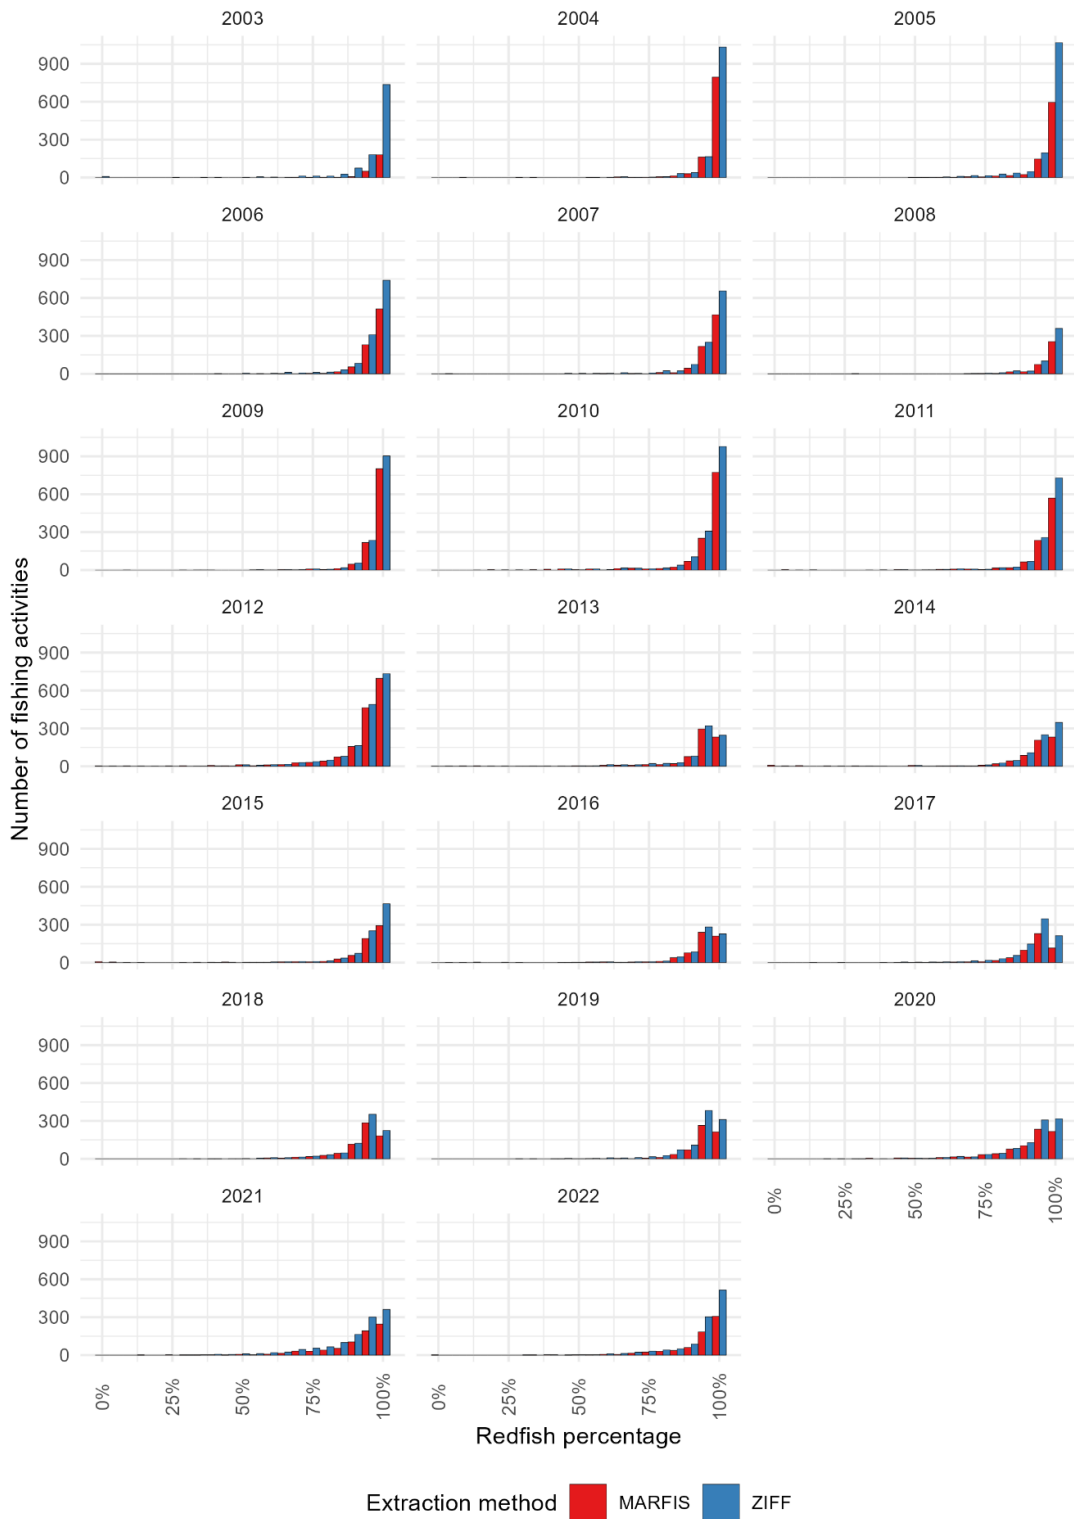 2003 2004 2005
900
600
300
0
2006 2007 2008
900
600
300
0
2009 2010 2011
900
600
300
0
2012 2013 2014
900
600
300
0
2015 2016 2017
900
600
300
0
2018 2019 2020
900
600
300
0
0% 25% 50% 75% 100%
2021 2022
900
600
300
0
0% 25% 50% 75% 100% 0% 25% 50% 75% 100%
Number of fishing activities
Redfish percentage
Extraction method MARFIS ZIFF